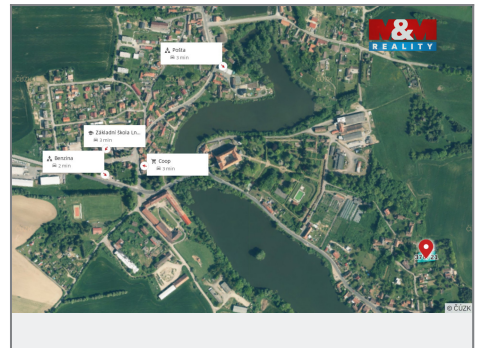 M&M
REALITY
Pošta
3 min
Základní škola Ln...
3 min
Benzina
2 min
Coop
3 min
© ČÚZK